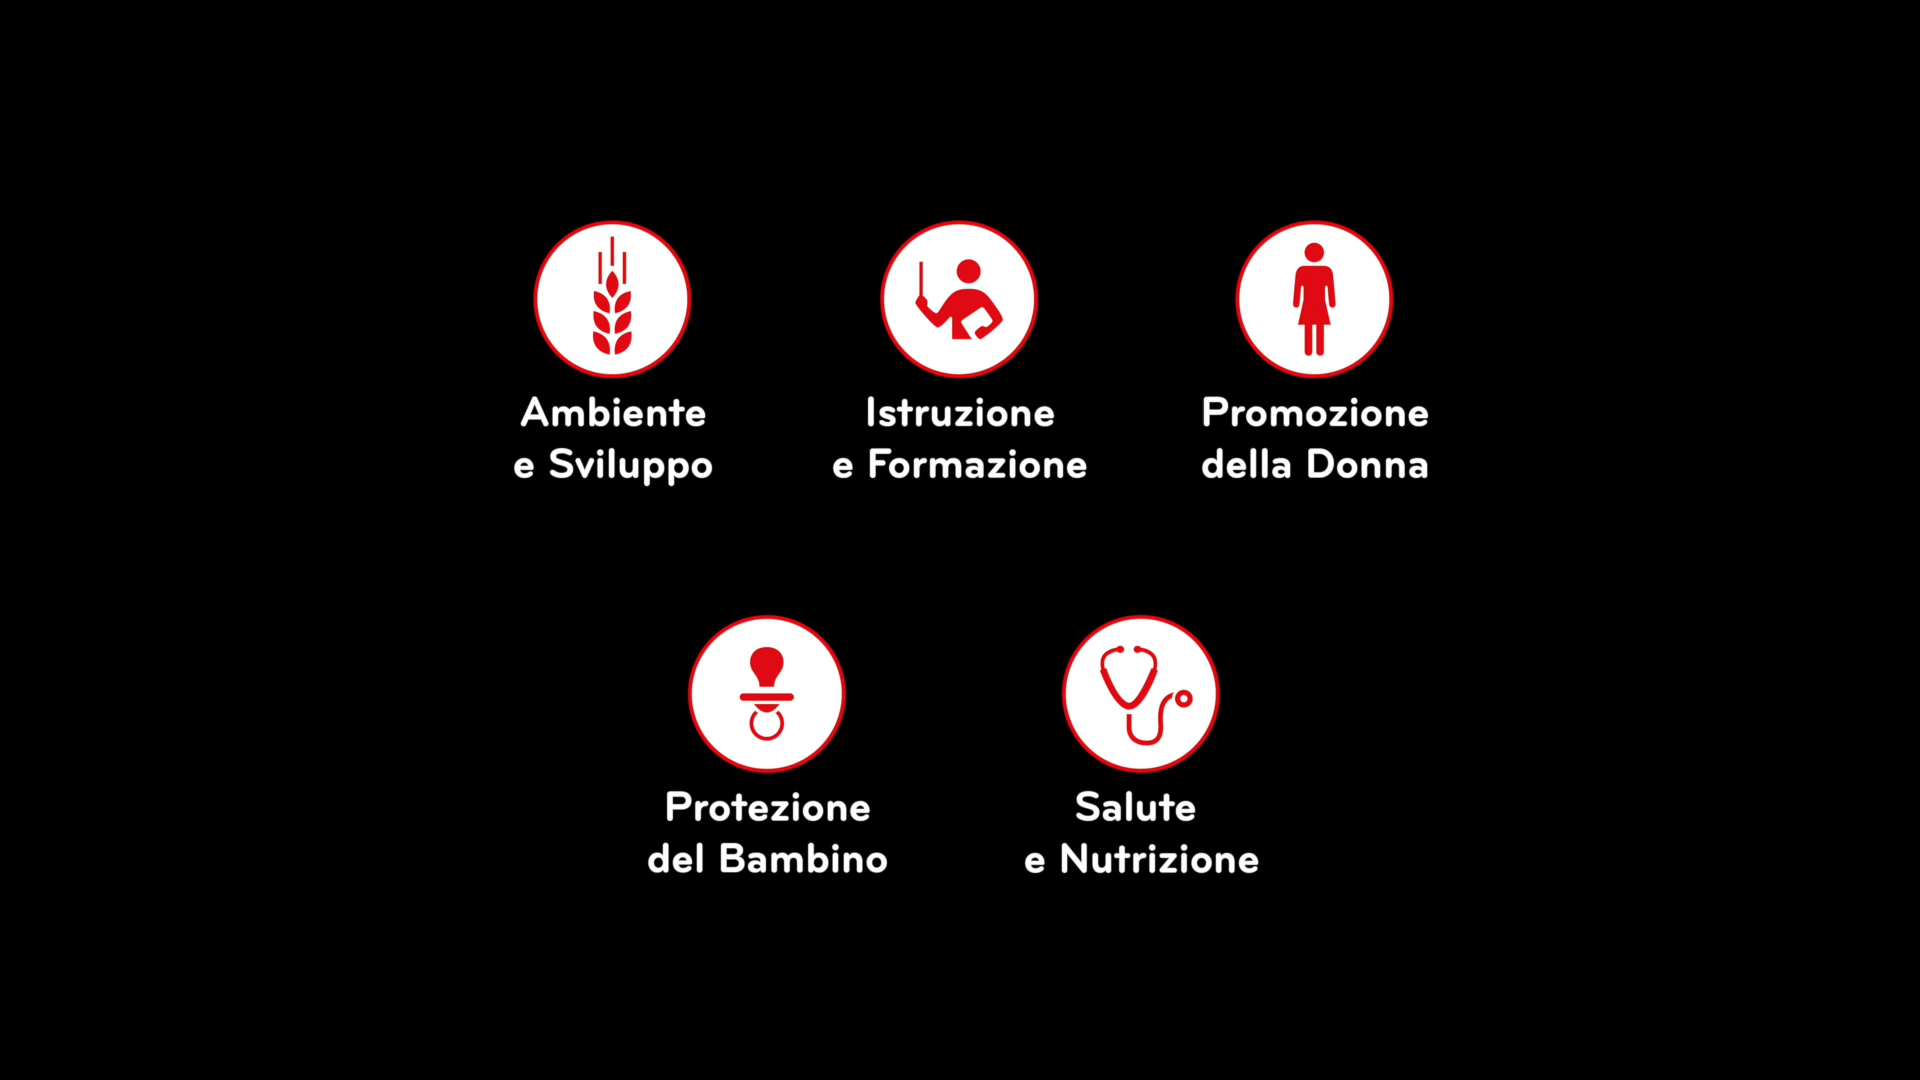 Ambiente
e Sviluppo
Istruzione
e Formazione
Promozione
della Donna
Protezione
del Bambino
Salute
e Nutrizione